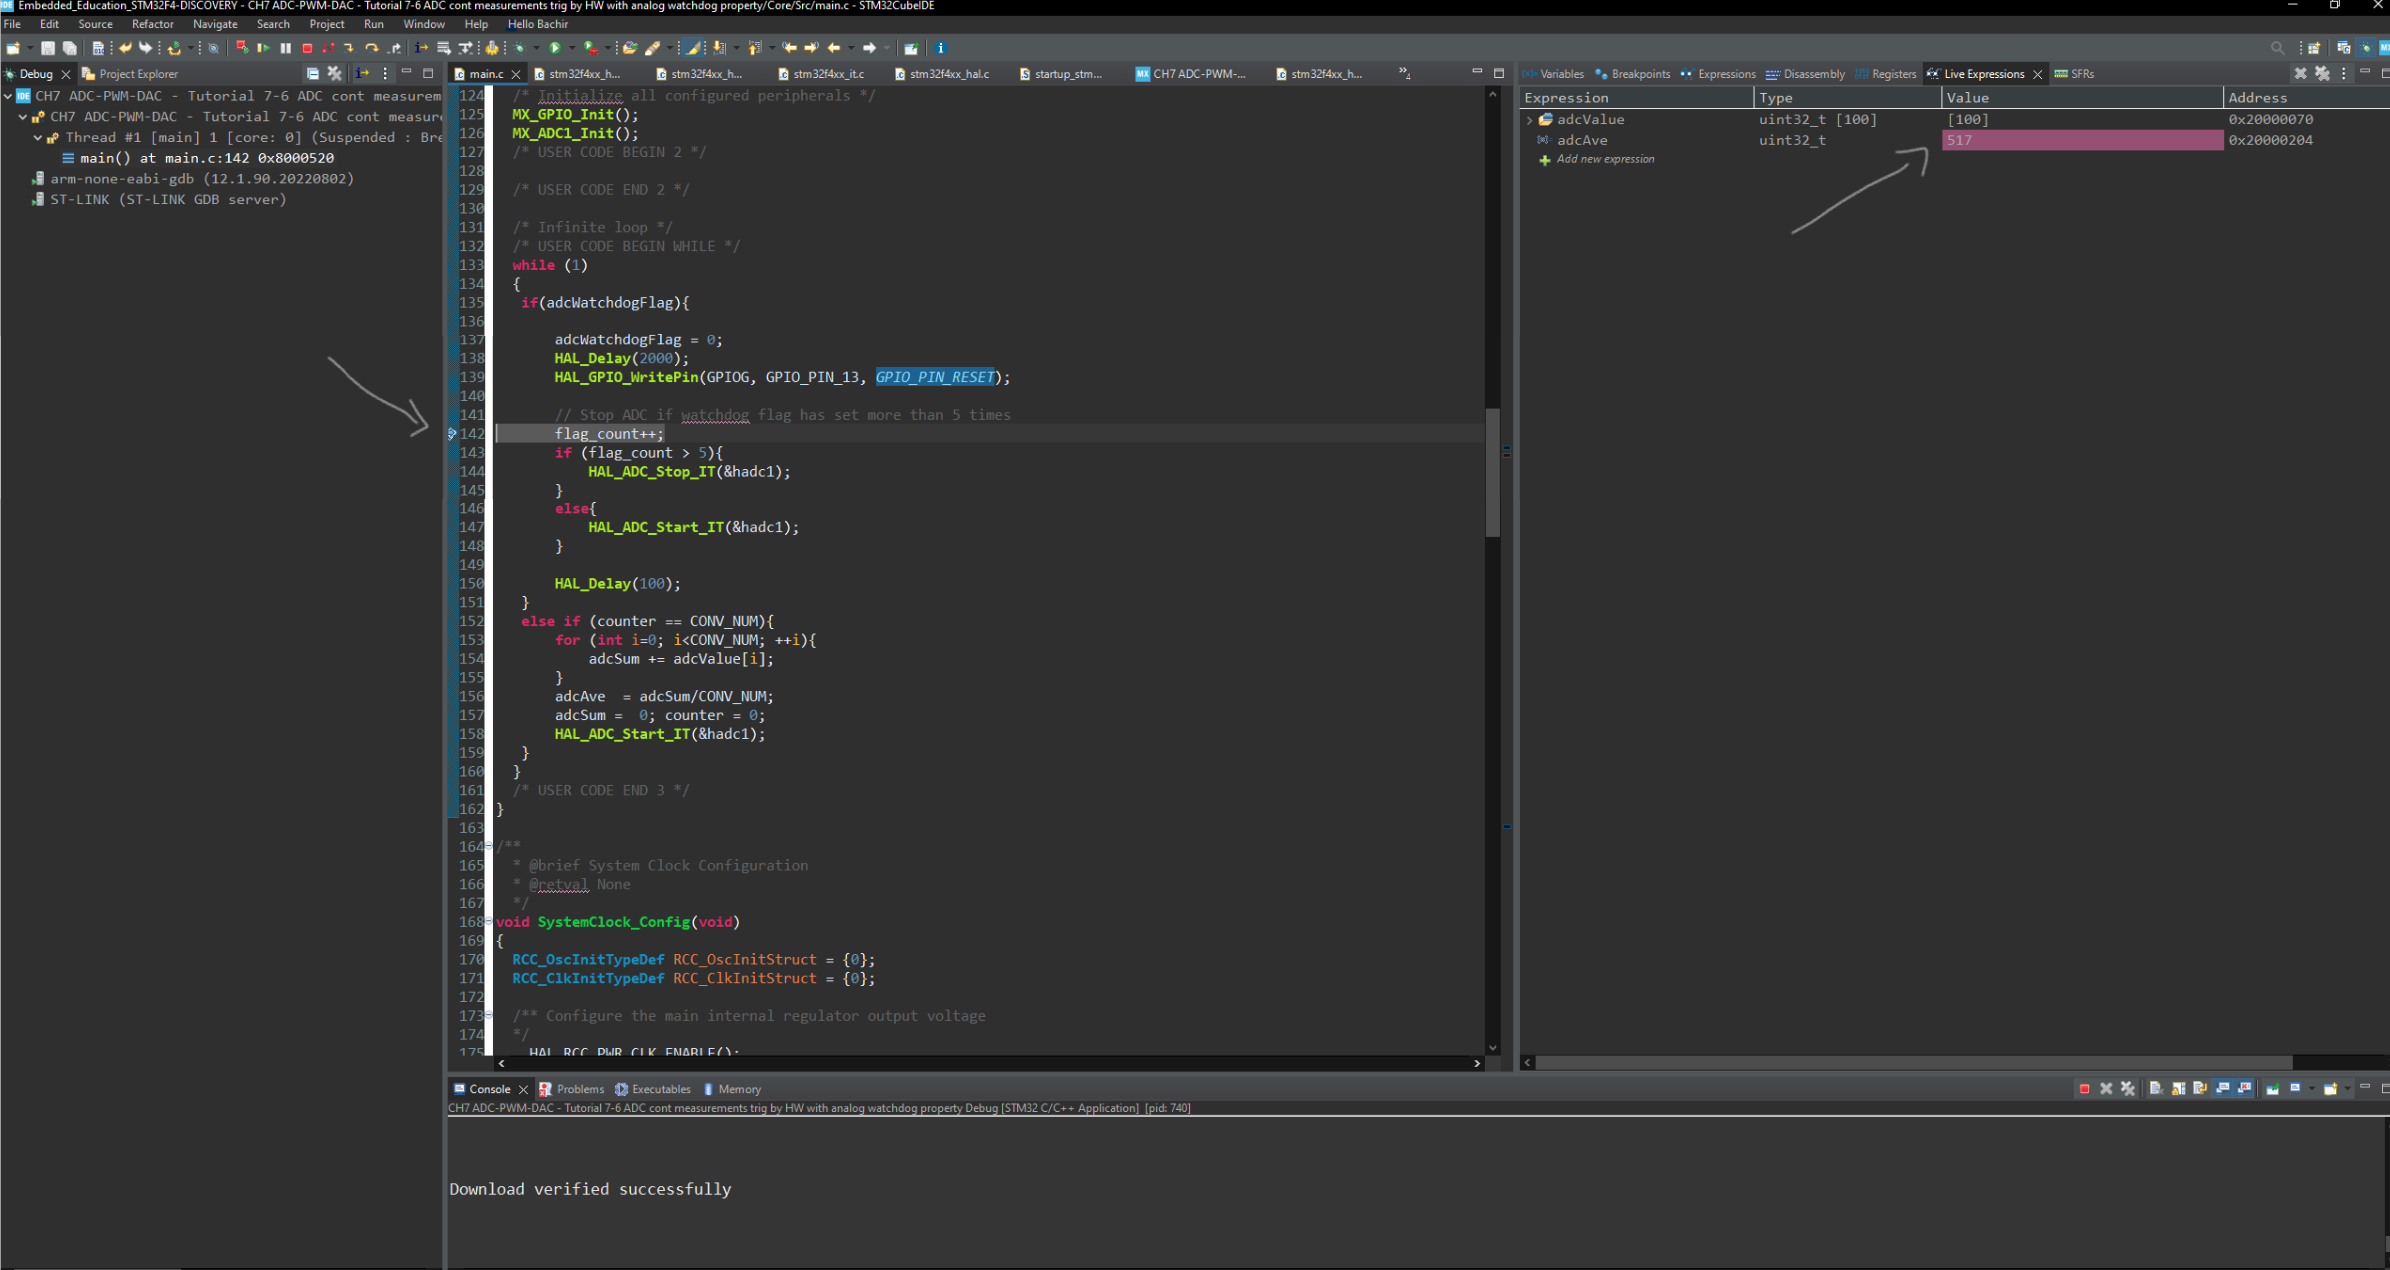 Embedded_Education_STM32F4-DISCOVERY - CH7 ADC-PWM-DAC - Tutorial 7-6 ADC cont measurements trig by HW with analog watchdog property/Core/Src/main.c - STM32CubeIDE
File Edit Source Refactor Navigate Search Project Run Window Help Hello Bachir
Debug Project Explorer
CH7 ADC-PWM-DAC - Tutorial 7-6 ADC cont measurem
CH7 ADC-PWM-DAC - Tutorial 7-6 ADC cont measure
Thread #1 [main] 1 [core: 0] (Suspended : Bre
main() at main.c:142 0x8000520
arm-none-eabi-gdb (12.1.90.20220802)
ST-LINK (ST-LINK GDB server)
main.c stm32f4xx_h... stm32f4xx_h... stm32f4xx_it.c stm32f4xx_hal.c startup_stm... CH7 ADC-PWM-... stm32f4xx_h... 4
124 /* Initialize all configured peripherals */
125 MX_GPIO_Init();
126 MX_ADC1_Init();
127 /* USER CODE BEGIN 2 */
128
129 /* USER CODE END 2 */
130
131 /* Infinite loop */
132 /* USER CODE BEGIN WHILE */
133 while (1)
134 {
135 if(adcWatchdogFlag){
136
137 adcWatchdogFlag = 0;
138 HAL_Delay(2000);
139 HAL_GPIO_WritePin(GPIOG, GPIO_PIN_13, GPIO_PIN_RESET);
140
141 // Stop ADC if watchdog flag has set more than 5 times
142 flag_count++;
143 if (flag_count > 5){
144 HAL_ADC_Stop_IT(&hadc1);
145 }
146 else{
147 HAL_ADC_Start_IT(&hadc1);
148 }
149
150 HAL_Delay(100);
151 }
152 else if (counter == CONV_NUM){
153 for (int i=0; i<CONV_NUM; ++i){
154 adcSum += adcValue[i];
155 }
156 adcAve  = adcSum/CONV_NUM;
157 adcSum =  0; counter = 0;
158 HAL_ADC_Start_IT(&hadc1);
159 }
160 }
161 /* USER CODE END 3 */
162 }
163
164 /**
165 * @brief System Clock Configuration
166 * @retval None
167 */
168 void SystemClock_Config(void)
169 {
170 RCC_OscInitTypeDef RCC_OscInitStruct = {0};
171 RCC_ClkInitTypeDef RCC_ClkInitStruct = {0};
172
173 /** Configure the main internal regulator output voltage
174 */
175 __HAL_RCC_PWR_CLK_ENABLE();
Variables Breakpoints Expressions Disassembly Registers Live Expressions SFRs
Expression Type Value Address
adcValue uint32_t [100] [100] 0x20000070
adcAve uint32_t 517 0x20000204
Add new expression
Console Problems Executables Memory
CH7 ADC-PWM-DAC - Tutorial 7-6 ADC cont measurements trig by HW with analog watchdog property Debug [STM32 C/C++ Application] [pid: 740]
Download verified successfully